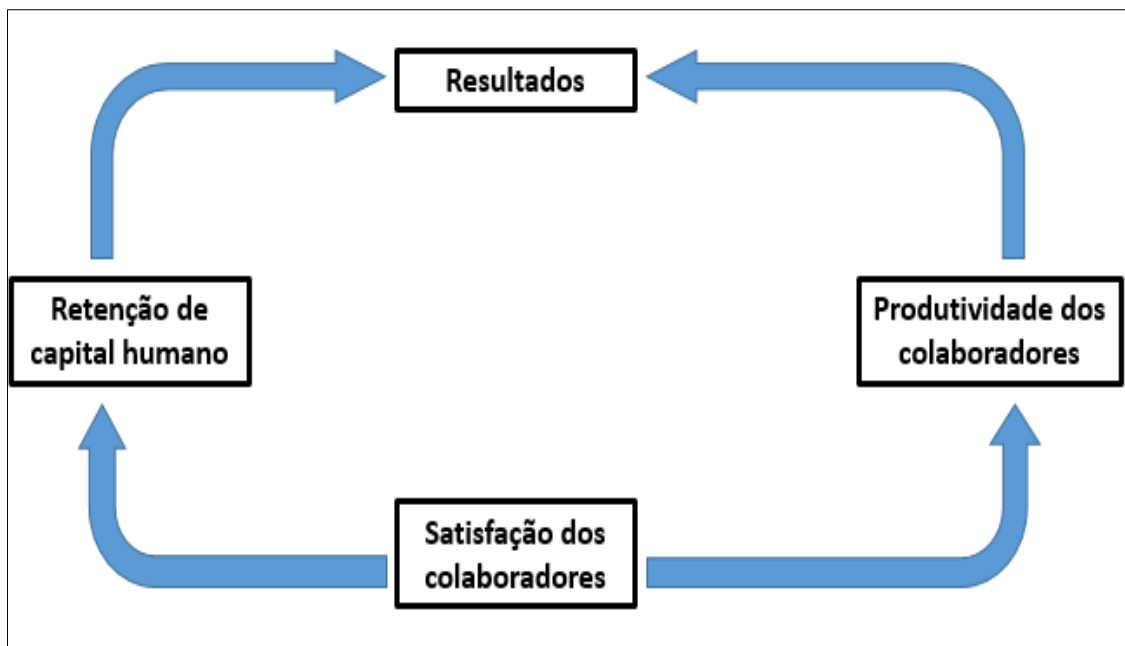 Resultados
Retenção de
capital humano
Produtividade dos
colaboradores
Satisfação dos
colaboradores